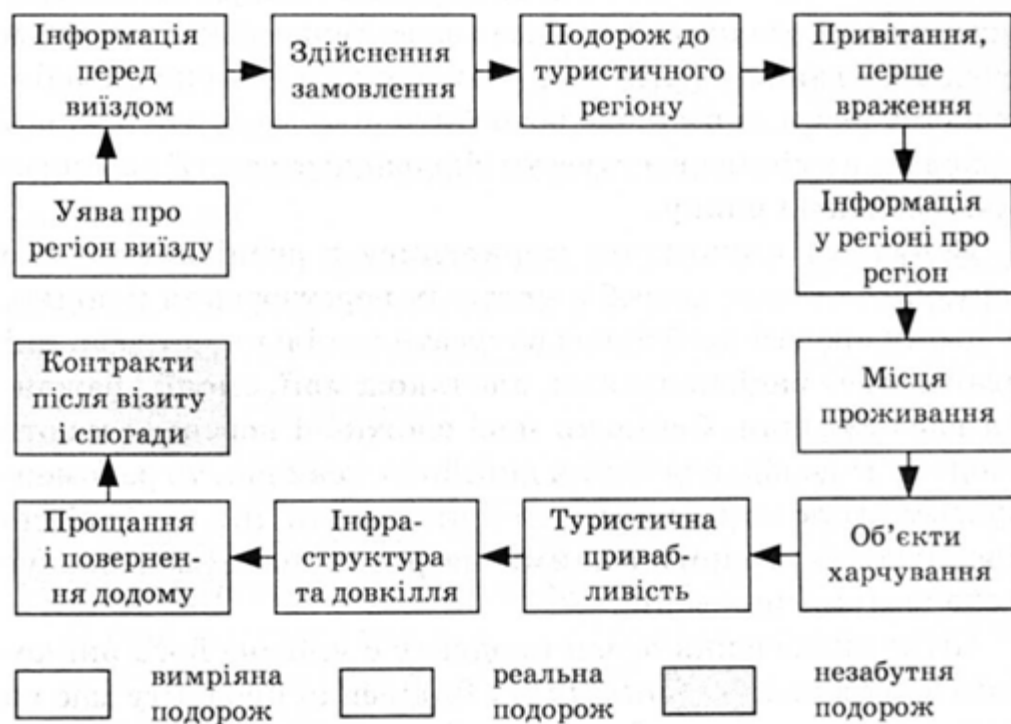 Інформація
перед
виїздом
Здійснення
замовлення
Подорож до
туристичного
регіону
Привітання,
перше
враження
Уява про
регіон виїзду
Інформація
у регіоні про
регіон
Контракти
після візиту
і спогади
Місця
проживання
Прощання
і повернен-
ня додому
Інфра-
структура
та довкілля
Туристична
приваб-
ливість
Об’єкти
харчування
вимріяна
подорож
реальна
подорож
незабутня
подорож